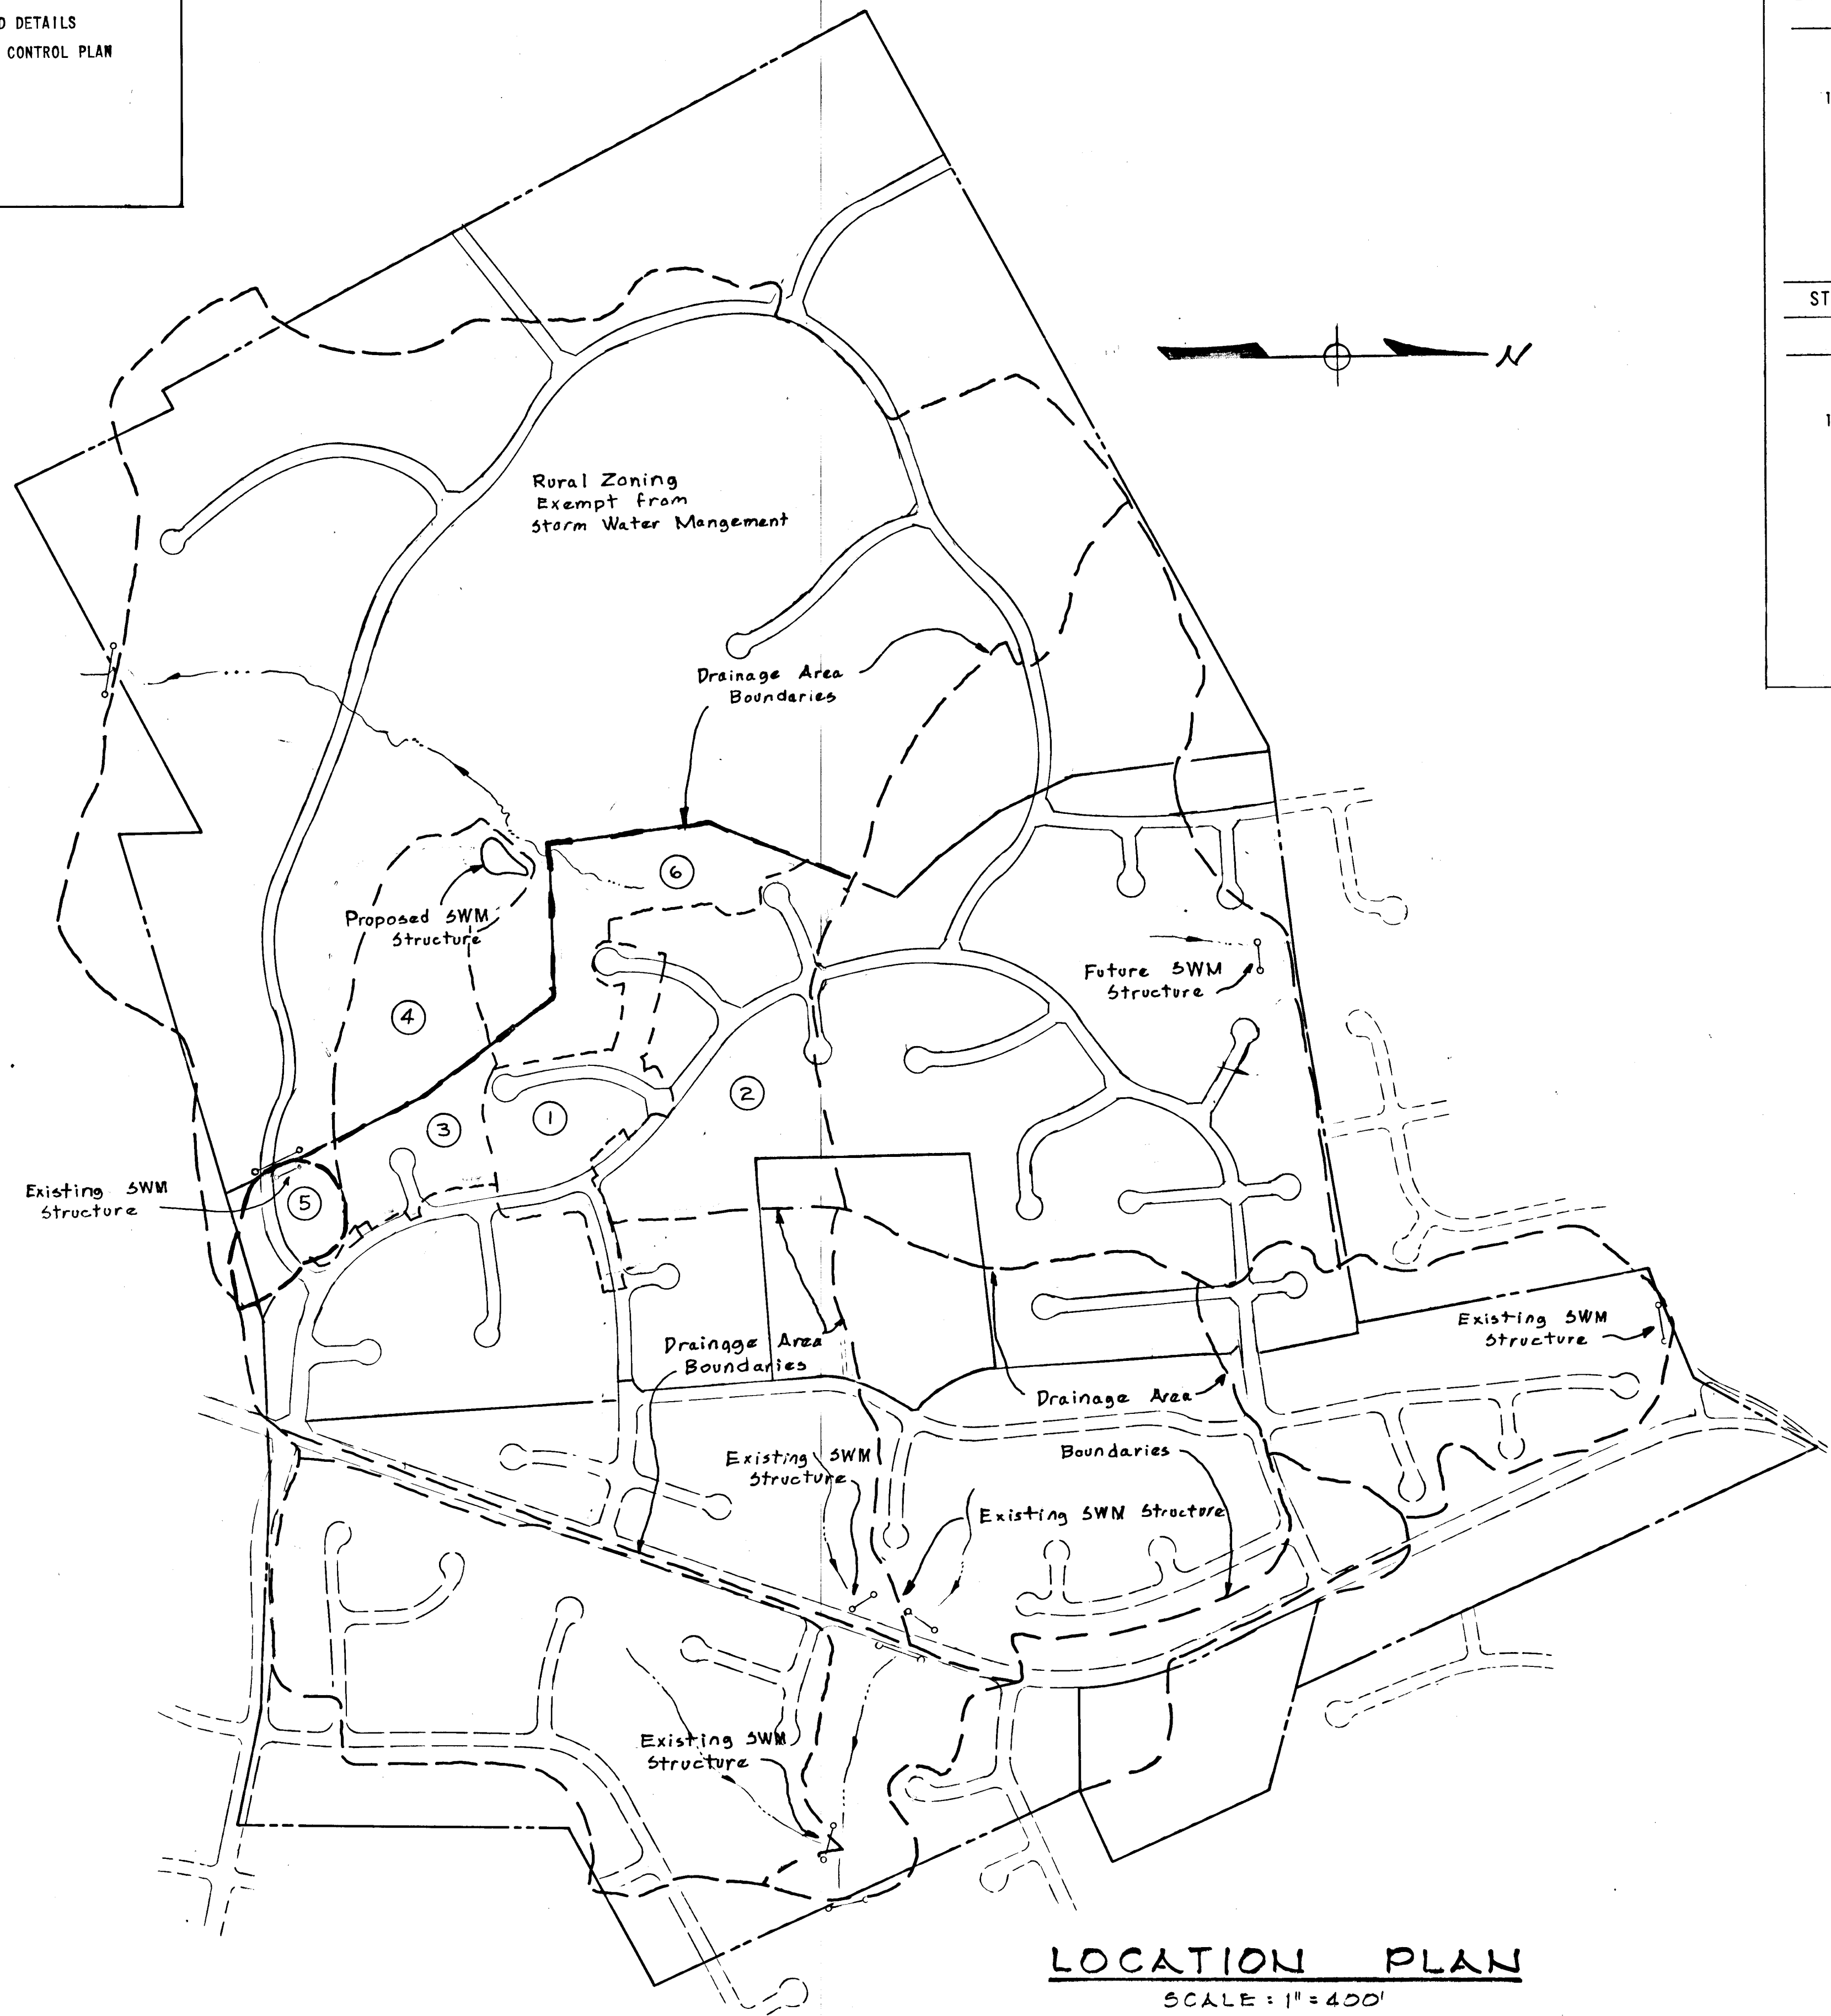 D DETAILS
CONTROL PLAN
1
ST
1
N
Rural Zoning
Exempt from
Storm Water Mangement
Drainage Area
Boundaries
6
Proposed SWM
Structure
4
Future SWM
Structure
2
1
3
5
Existing SWM
Structure
Drainage Area
Boundaries
Existing SWM
Structure
Drainage Area
Boundaries
Existing SWM
Structure
Existing SWM Structure
Existing SWM
Structure
LOCATION PLAN
SCALE: 1"=400'